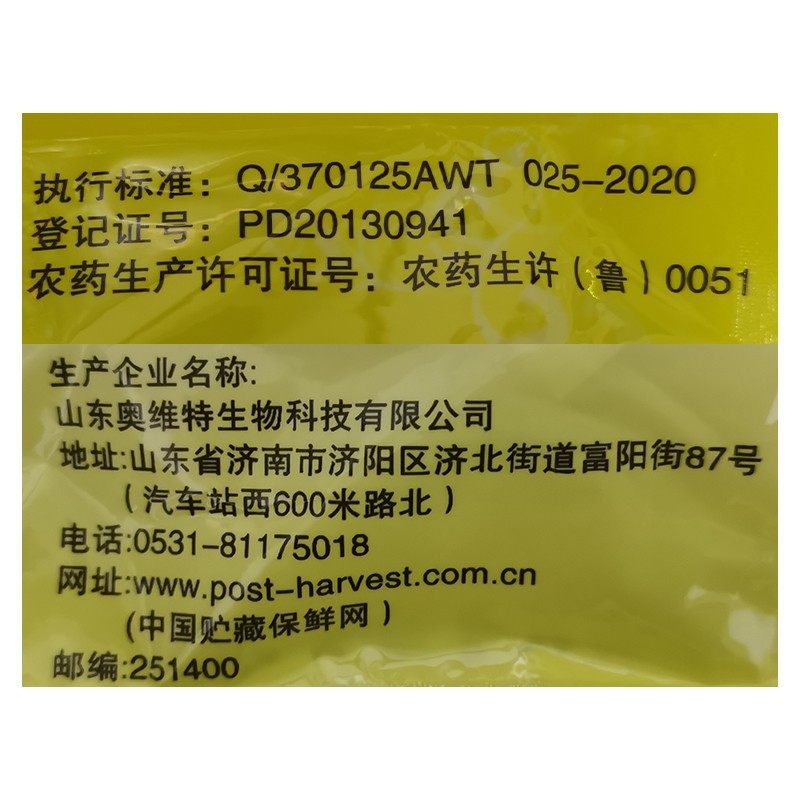 执行标准：Q/370125AWT 025-2020
登记证号：PD20130941
农药生产许可证号：农药生许（鲁）0051
生产企业名称:
山东奥维特生物科技有限公司
地址:山东省济南市济阳区济北街道富阳街87号
（汽车站西600米路北）
电话:0531-81175018
网址:www.post-harvest.com.cn
（中国贮藏保鲜网）
邮编:251400